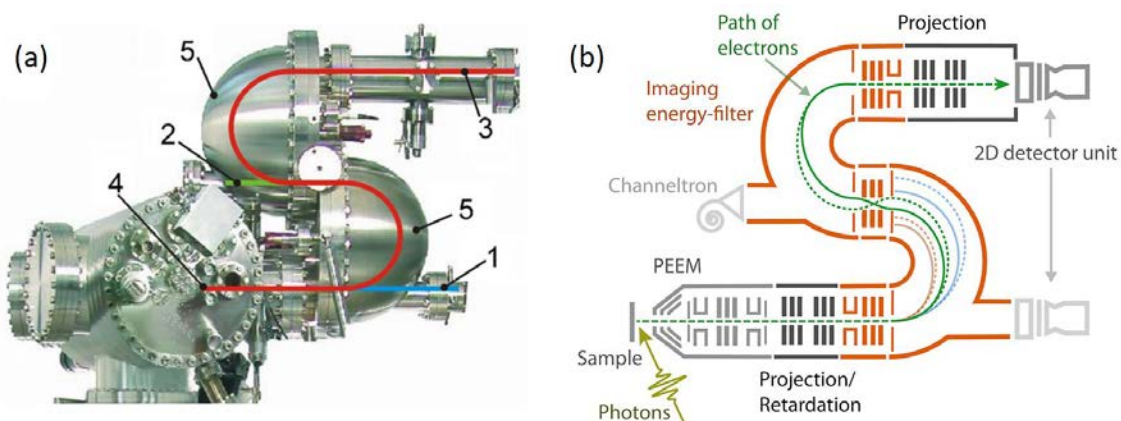 (a)
5
2
3
4
5
1
(b)
Path of
electrons
Projection
Imaging
energy-filter
2D detector unit
Channeltron
PEEM
Sample
Projection/
Retardation
Photons